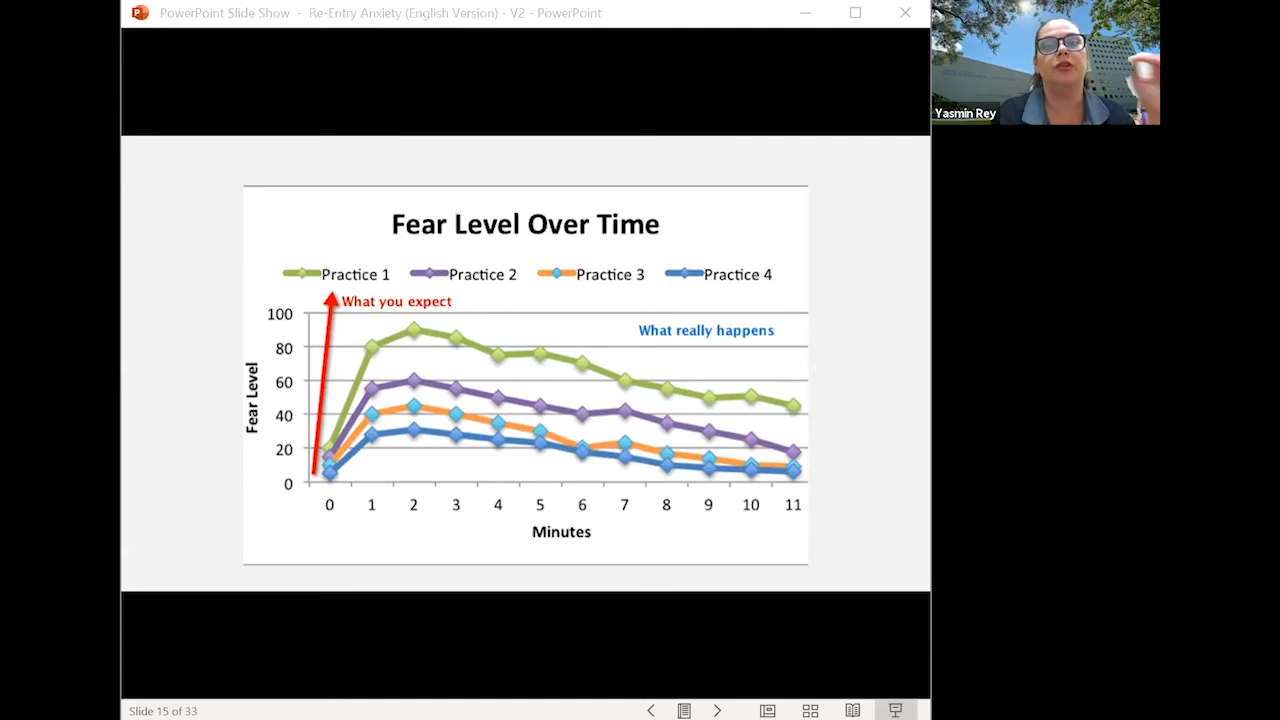 PowerPoint Slide Show - Re-Entry Anxiety (English Version) - V2 - PowerPoint
Yasmin Rey
Fear Level Over Time
Practice 1 Practice 2 Practice 3 Practice 4
What you expect
What really happens
100
80
60
40
20
0
Fear Level
0 1 2 3 4 5 6 7 8 9 10 11
Minutes
Slide 15 of 33